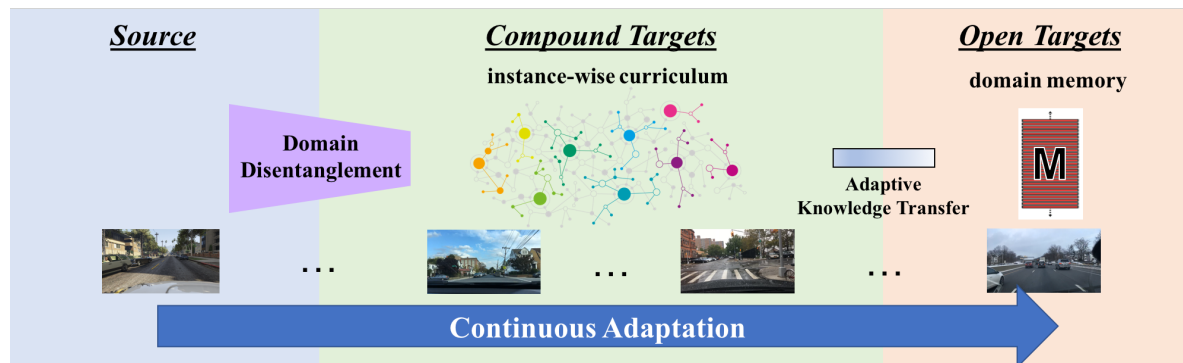 Source
Compound Targets
Open Targets
instance-wise curriculum
domain memory
Domain
Disentanglement
M
Adaptive
Knowledge Transfer
...
...
...
Continuous Adaptation